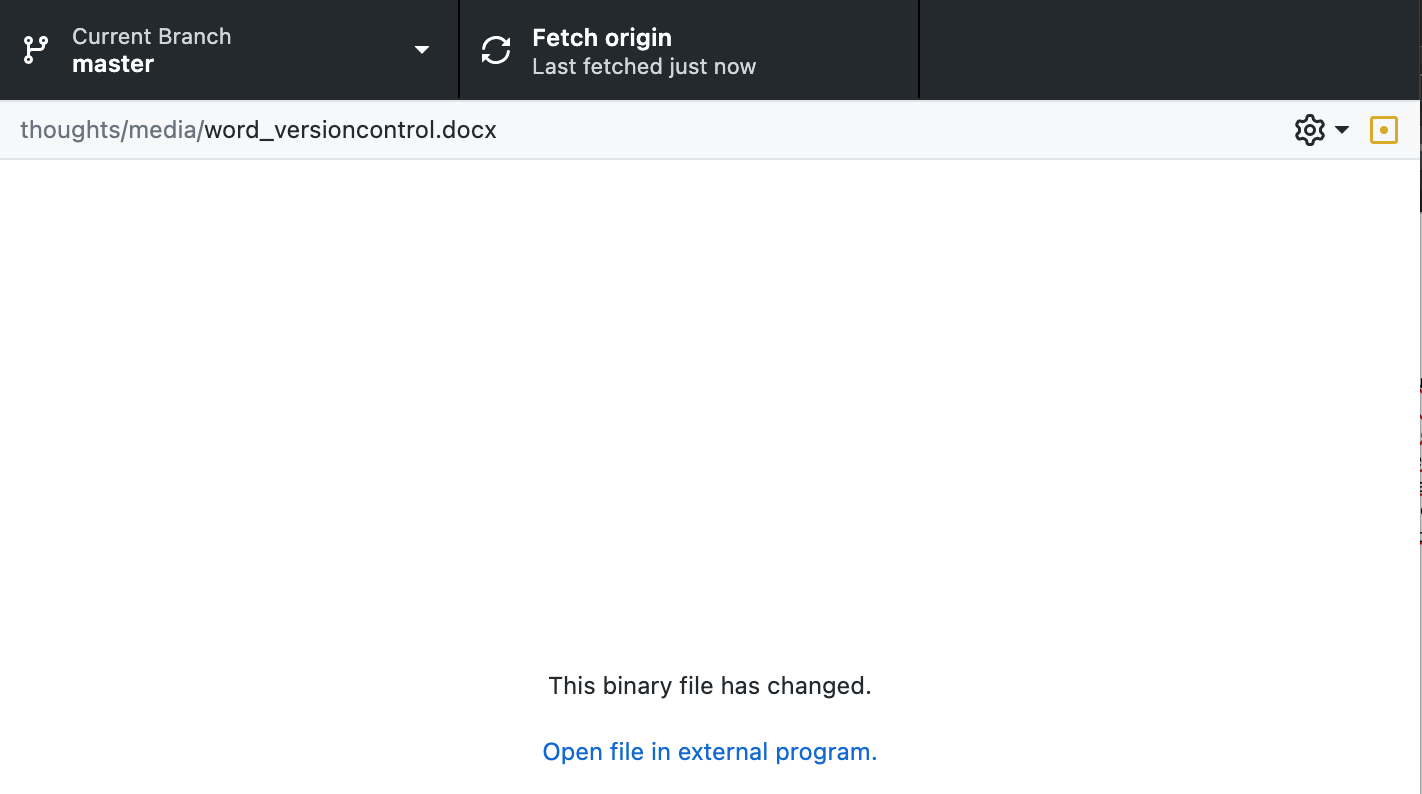 Current Branch
master
Fetch origin
Last fetched just now
thoughts/media/word_versioncontrol.docx
This binary file has changed.
Open file in external program.